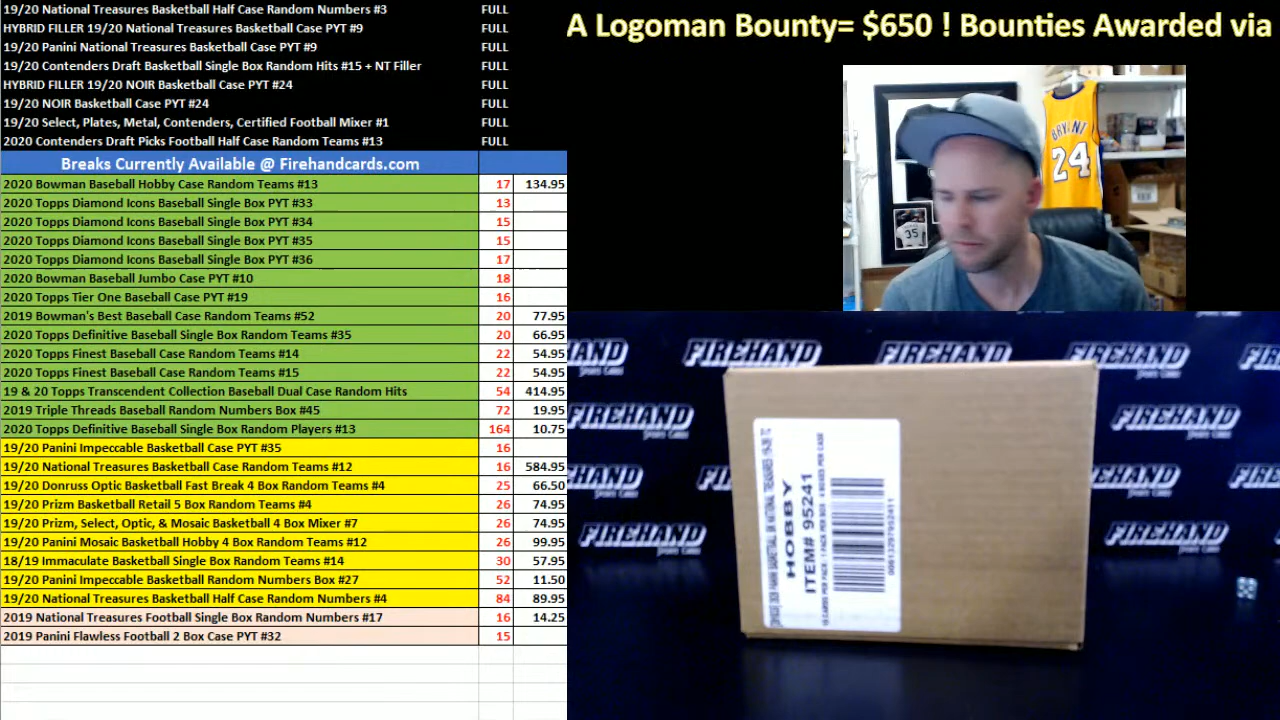 19/20 National Treasures Basketball Half Case Random Numbers #3 FULL
HYBRID FILLER 19/20 National Treasures Basketball Case PYT #9 FULL
19/20 Panini National Treasures Basketball Case PYT #9 FULL
19/20 Contenders Draft Basketball Single Box Random Hits #15 + NT Filler FULL
HYBRID FILLER 19/20 NOIR Basketball Case PYT #24 FULL
19/20 NOIR Basketball Case PYT #24 FULL
19/20 Select, Plates, Metal, Contenders, Certified Football Mixer #1 FULL
2020 Contenders Draft Picks Football Half Case Random Teams #13 FULL
Breaks Currently Available @ Firehandcards.com
2020 Bowman Baseball Hobby Case Random Teams #13 17 134.95
2020 Topps Diamond Icons Baseball Single Box PYT #33 13
2020 Topps Diamond Icons Baseball Single Box PYT #34 15
2020 Topps Diamond Icons Baseball Single Box PYT #35 15
2020 Topps Diamond Icons Baseball Single Box PYT #36 17
2020 Bowman Baseball Jumbo Case PYT #10 18
2020 Topps Tier One Baseball Case PYT #19 16
2019 Bowman's Best Baseball Case Random Teams #52 20 77.95
2020 Topps Definitive Baseball Single Box Random Teams #35 20 66.95
2020 Topps Finest Baseball Case Random Teams #14 22 54.95
2020 Topps Finest Baseball Case Random Teams #15 22 54.95
19 & 20 Topps Transcendent Collection Baseball Dual Case Random Hits 54 414.95
2019 Triple Threads Baseball Random Numbers Box #45 72 19.95
2020 Topps Definitive Baseball Single Box Random Players #13 164 10.75
19/20 Panini Impeccable Basketball Case PYT #35 16
19/20 National Treasures Basketball Case Random Teams #12 16 584.95
19/20 Donruss Optic Basketball Fast Break 4 Box Random Teams #4 25 66.50
19/20 Prizm Basketball Retail 5 Box Random Teams #4 26 74.95
19/20 Prizm, Select, Optic, & Mosaic Basketball 4 Box Mixer #7 26 74.95
19/20 Panini Mosaic Basketball Hobby 4 Box Random Teams #12 26 99.95
18/19 Immaculate Basketball Single Box Random Teams #14 30 57.95
19/20 Panini Impeccable Basketball Random Numbers Box #27 52 11.50
19/20 National Treasures Basketball Half Case Random Numbers #4 84 89.95
2019 National Treasures Football Single Box Random Numbers #17 16 14.25
2019 Panini Flawless Football 2 Box Case PYT #32 15
A Logoman Bounty= $650 ! Bounties Awarded via
BRYANT
24
35
FIREHAND
HOBBY
ITEM# 95241